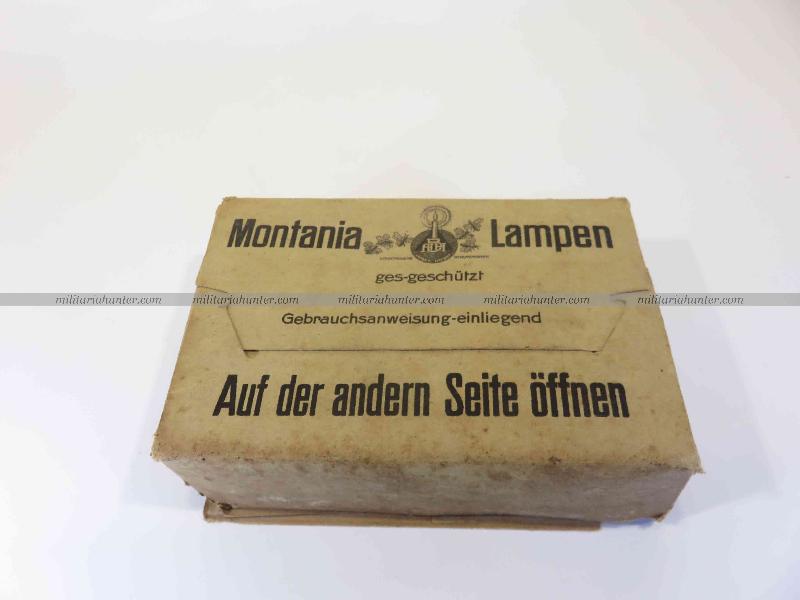 Montania Lampen
ges-geschützt
militariahunter.com militariahunter.com militariahunter.com militariahunter.com militariahunter.com
Gebrauchsanweisung-einliegend
Auf der andern Seite öffnen